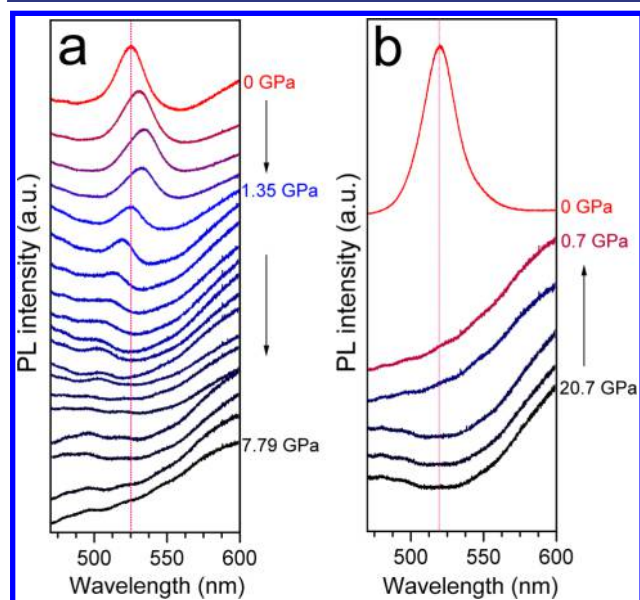 a
PL intensity (a.u.)
0 GPa
1.35 GPa
7.79 GPa
500 550 600
Wavelength (nm)
b
PL intensity (a.u.)
0 GPa
0.7 GPa
20.7 GPa
500 550 600
Wavelength (nm)